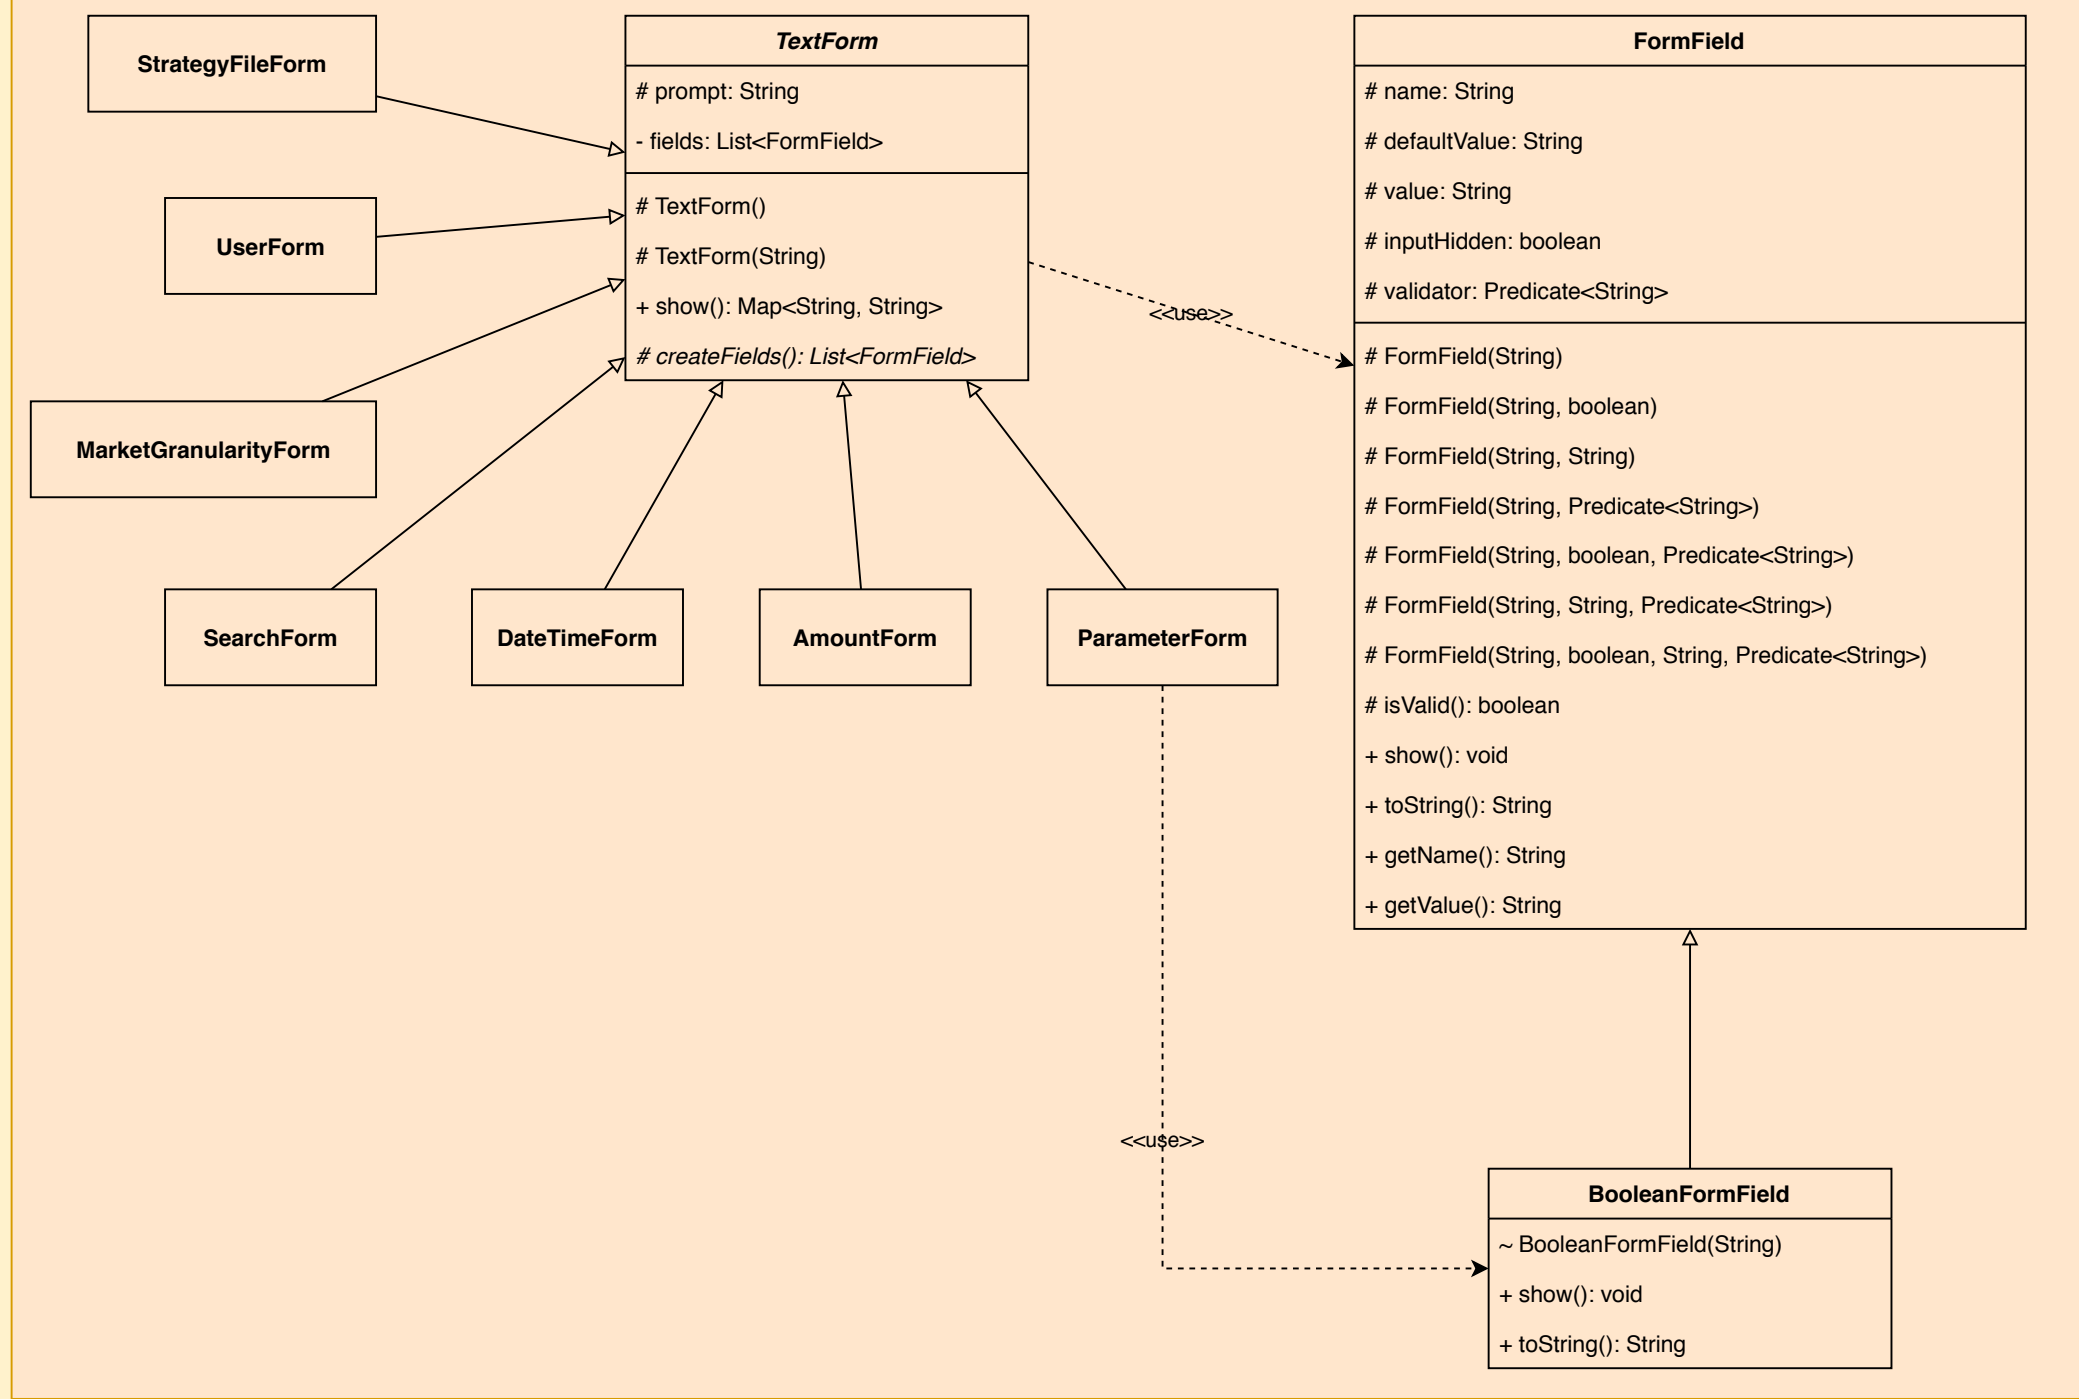 StrategyFileForm
UserForm
MarketGranularityForm
SearchForm
DateTimeForm
AmountForm
ParameterForm
TextForm
# prompt: String
- fields: List<FormField>
# TextForm()
# TextForm(String)
+ show(): Map<String, String>
# createFields(): List<FormField>
<<use>>
FormField
# name: String
# defaultValue: String
# value: String
# inputHidden: boolean
# validator: Predicate<String>
# FormField(String)
# FormField(String, boolean)
# FormField(String, String)
# FormField(String, Predicate<String>)
# FormField(String, boolean, Predicate<String>)
# FormField(String, String, Predicate<String>)
# FormField(String, boolean, String, Predicate<String>)
# isValid(): boolean
+ show(): void
+ toString(): String
+ getName(): String
+ getValue(): String
<<use>>
BooleanFormField
~ BooleanFormField(String)
+ show(): void
+ toString(): String